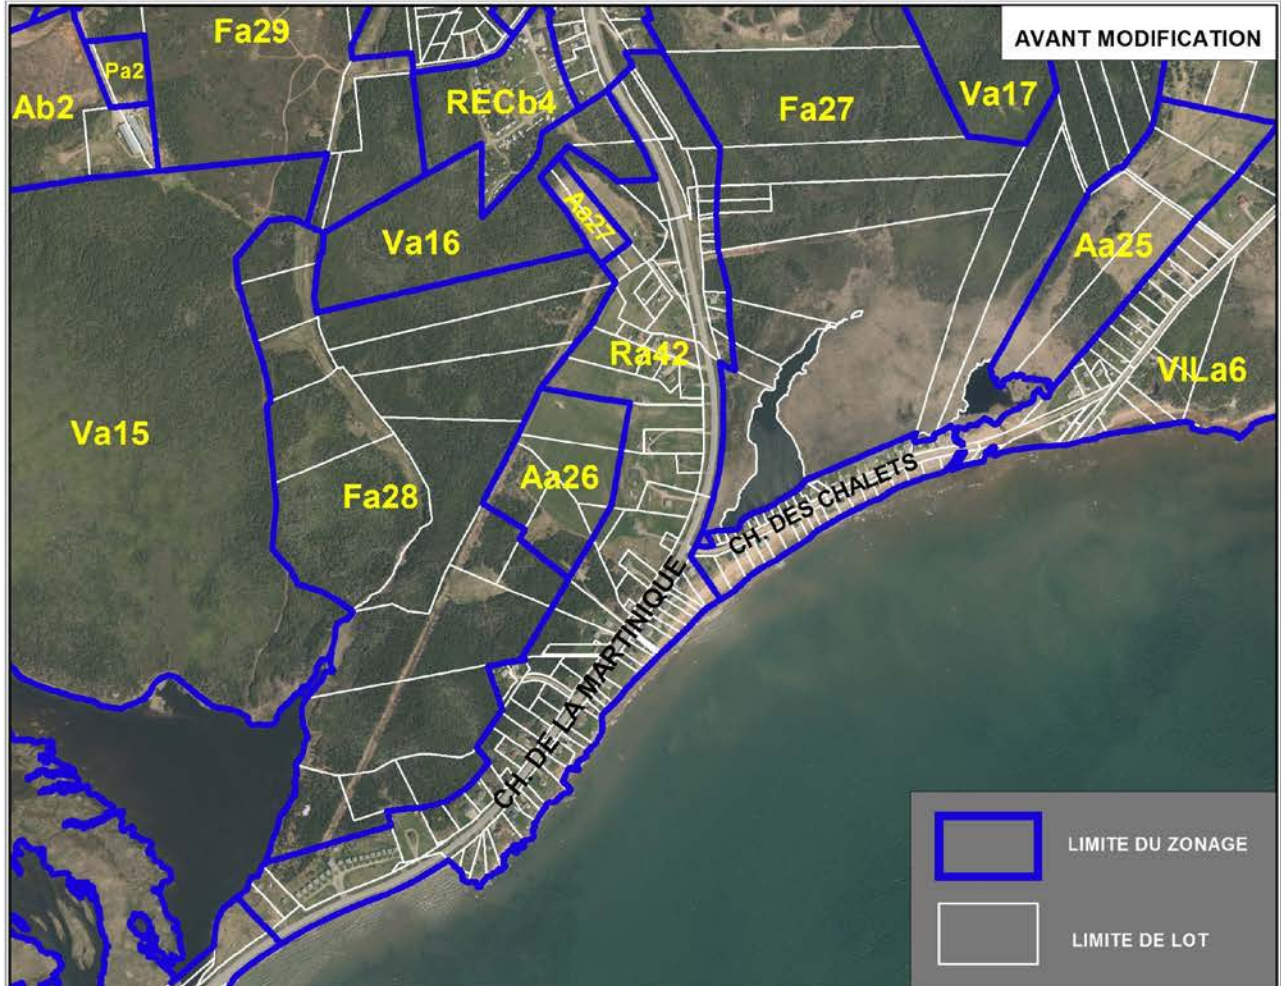 AVANT MODIFICATION
Fa29
Pa2
Ab2
RECb4
Fa27
Va17
Va16
Aa27
Aa25
Ra42
VILa6
Va15
Fa28
Aa26
CH. DES CHALETS
CH. DE LA MARTINIQUE
LIMITE DU ZONAGE
LIMITE DE LOT